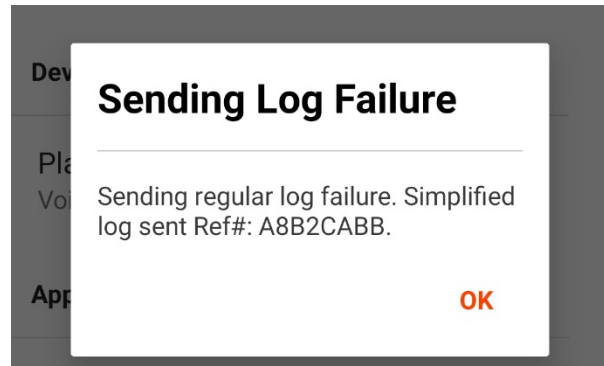 Dev
Sending Log Failure
Pla
Voi
Sending regular log failure. Simplified
log sent Ref#: A8B2CABB.
App
OK